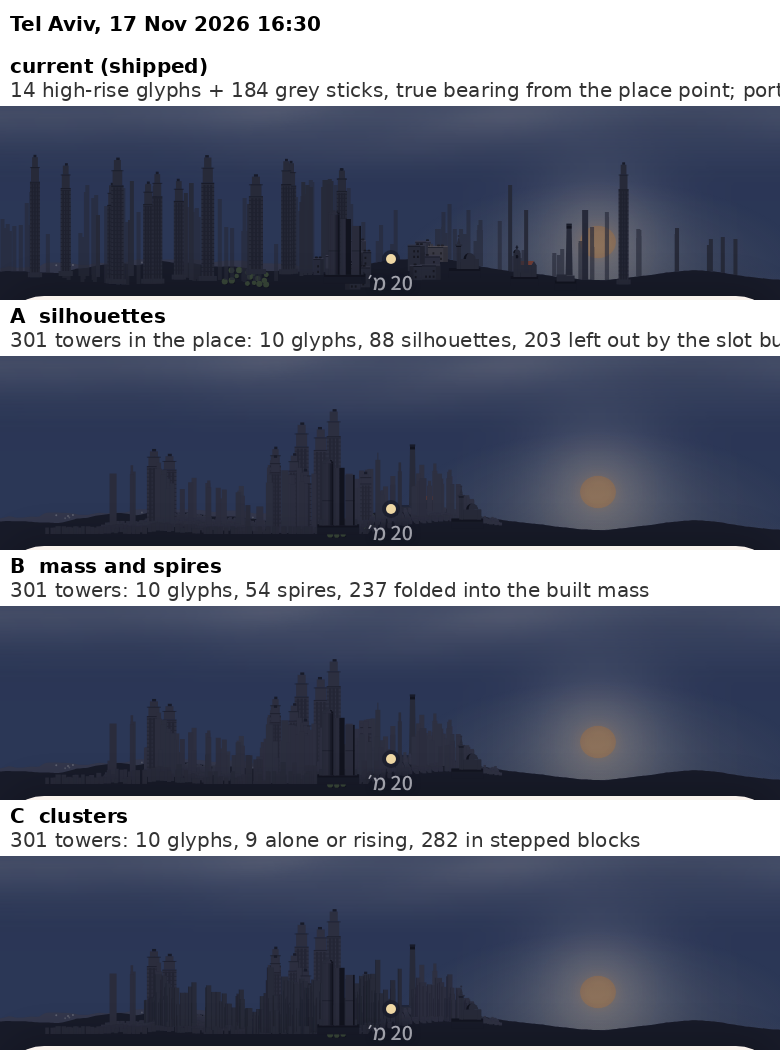 Tel Aviv, 17 Nov 2026 16:30
current (shipped)
14 high-rise glyphs + 184 grey sticks, true bearing from the place point; port
20 מ׳
A silhouettes
301 towers in the place: 10 glyphs, 88 silhouettes, 203 left out by the slot bu
20 מ׳
B mass and spires
301 towers: 10 glyphs, 54 spires, 237 folded into the built mass
20 מ׳
C clusters
301 towers: 10 glyphs, 9 alone or rising, 282 in stepped blocks
20 מ׳